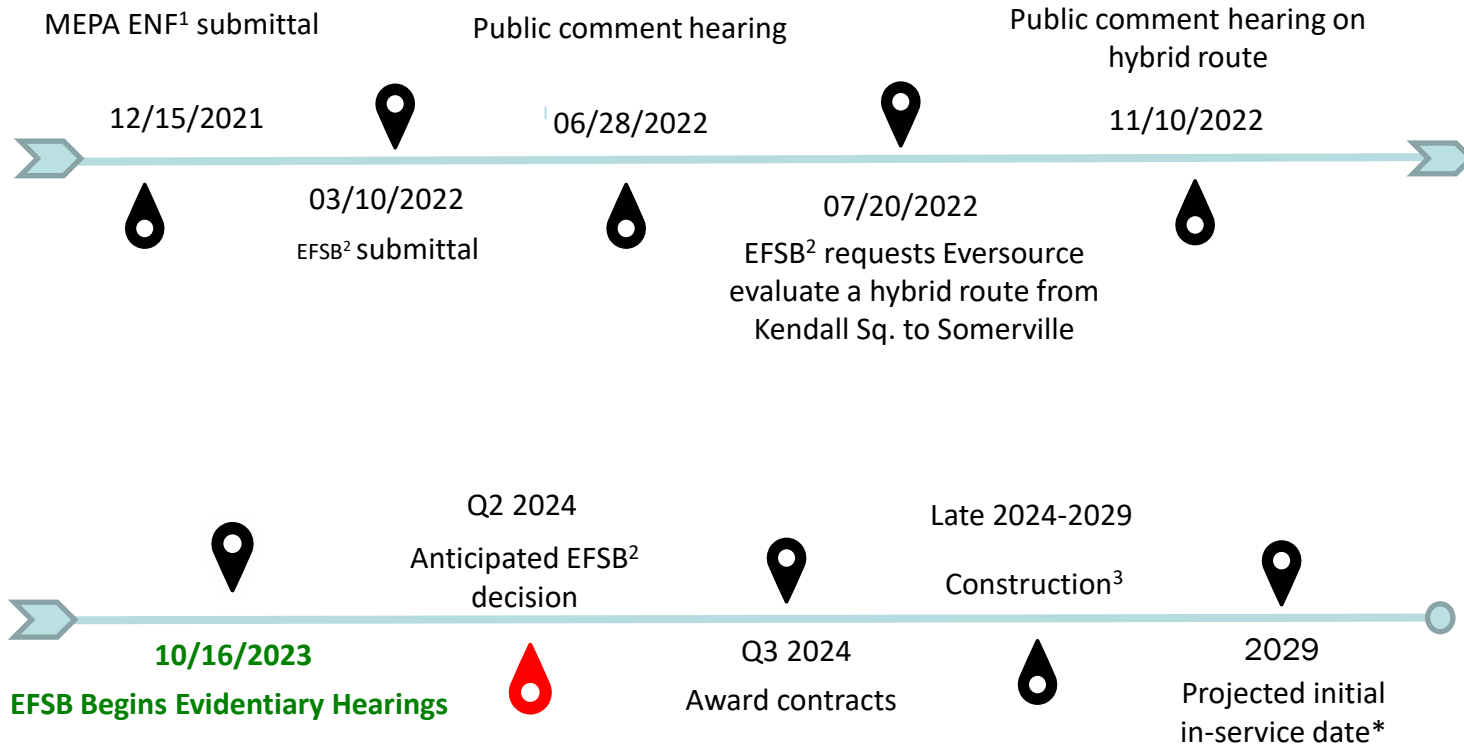 MEPA ENF¹ submittal
12/15/2021
03/10/2022
EFSB² submittal
Public comment hearing
06/28/2022
07/20/2022
EFSB² requests Eversource
evaluate a hybrid route from
Kendall Sq. to Somerville
Public comment hearing on
hybrid route
11/10/2022
10/16/2023
EFSB Begins Evidentiary Hearings
Q2 2024
Anticipated EFSB²
decision
Q3 2024
Award contracts
Late 2024-2029
Construction³
2029
Projected initial
in-service date*